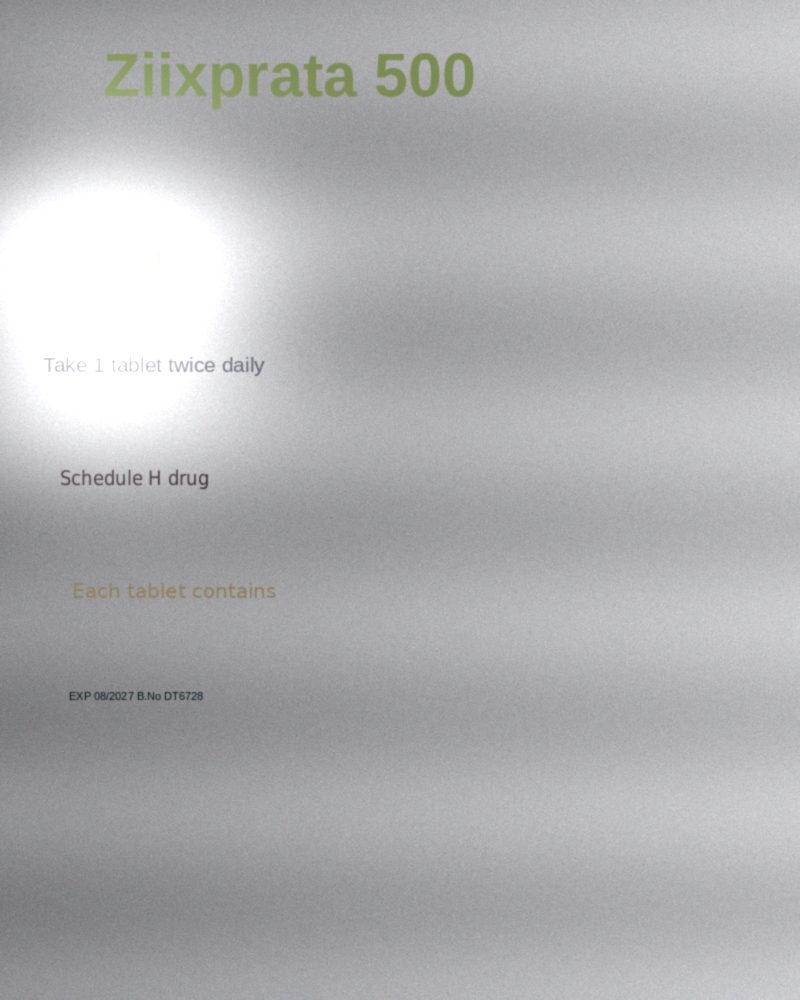 Ziixprata 500
Take 1 tablet twice daily
Schedule H drug
Each tablet contains
EXP 08/2027 B.No DT6728